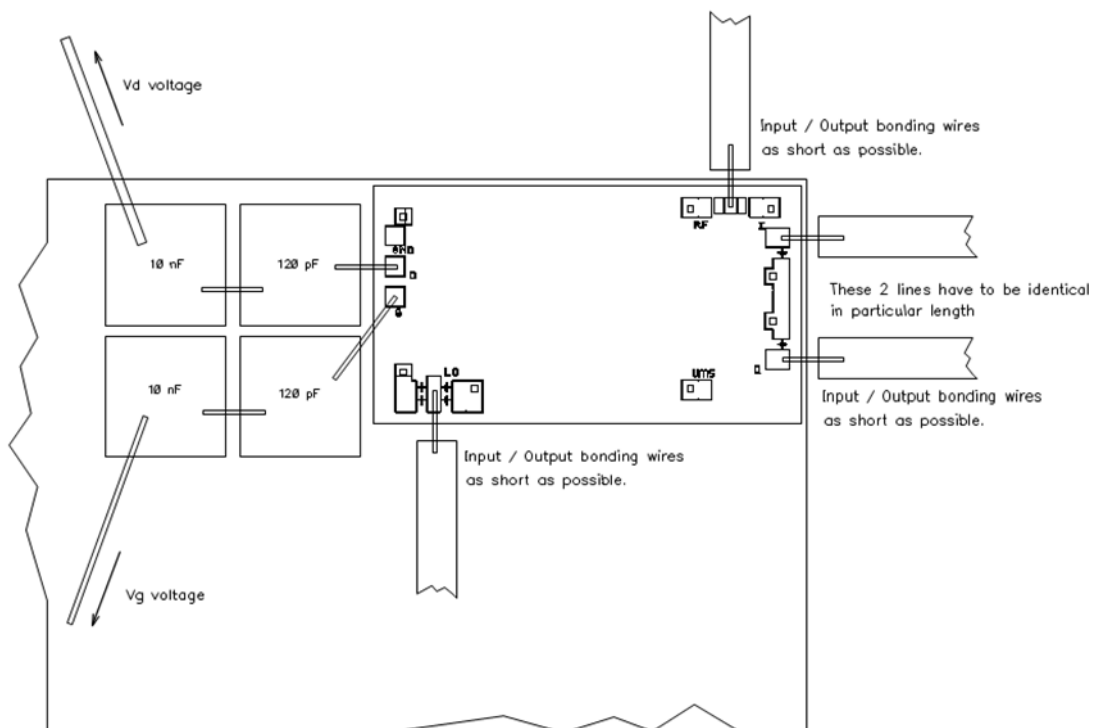 Vd voltage
Input / Output bonding wires
as short as possible.
RF
I
GND
10 nF
120 pF
D
These 2 lines have to be identical
in particular length
G
10 nF
120 pF
LO
UMS
Q
Input / Output bonding wires
as short as possible.
Input / Output bonding wires
as short as possible.
Vg voltage